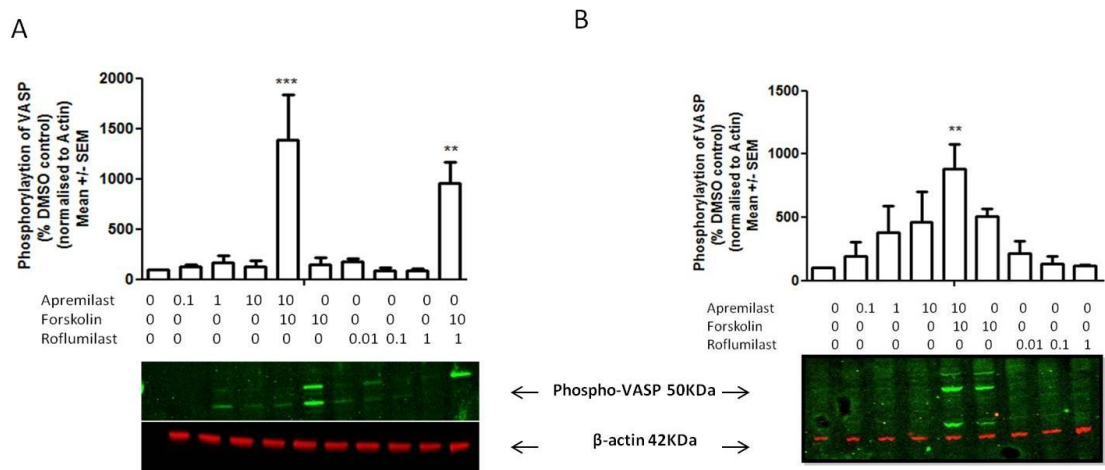 A
Phosphorylaytion of VASP
(% DMSO control)
(normalised to Actin)
Mean +/- SEM
2000
1500
1000
500
0
***
**
Apremilast 0 0.1 1 10 10 0 0 0 0 0
Forskolin 0 0 0 0 10 10 0 0 0 10
Roflumilast 0 0 0 0 0 0 0.01 0.1 1 1
B
Phosphorylaytion of VASP
(% DMSO control)
(normalised to Actin)
Mean +/- SEM
1500
1000
500
0
**
Apremilast 0 0.1 1 10 10 0 0 0 0
Forskolin 0 0 0 0 10 10 0 0 0
Roflumilast 0 0 0 0 0 0 0.01 0.1 1
Phospho-VASP 50KDa
β-actin 42KDa